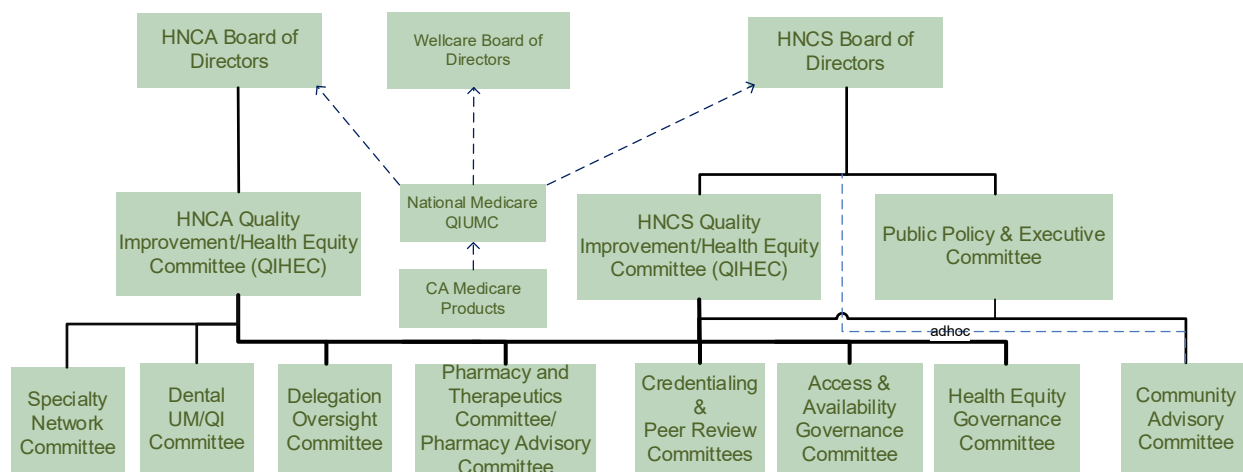 HNCA Board of
Directors
Wellcare Board of
Directors
HNCS Board of
Directors
HNCA Quality
Improvement/Health Equity
Committee (QIHEC)
National Medicare
QIUMC
HNCS Quality
Improvement/Health Equity
Committee (QIHEC)
Public Policy & Executive
Committee
CA Medicare
Products
adhoc
Specialty
Network
Committee
Dental
UM/QI
Committee
Delegation
Oversight
Committee
Pharmacy and
Therapeutics
Committee/
Pharmacy Advisory
Committee
Credentialing
&
Peer Review
Committees
Access &
Availability
Governance
Committee
Health Equity
Governance
Committee
Community
Advisory
Committee